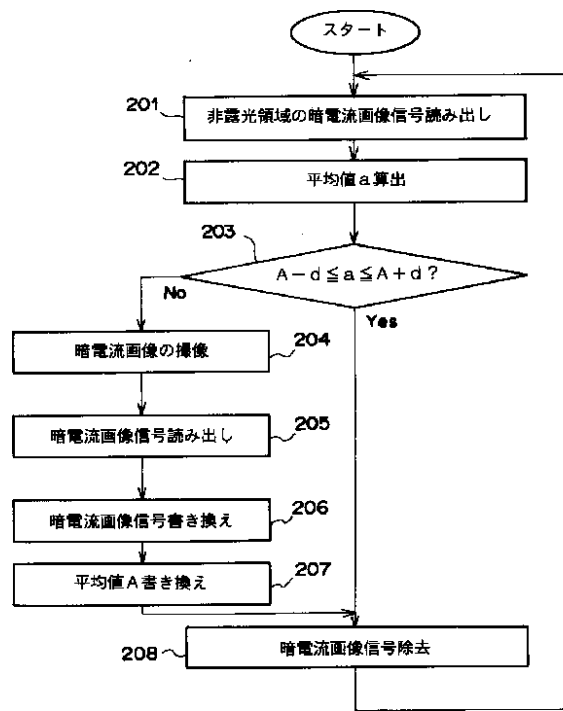 スタート
201
非露光領域の暗電流画像信号読み出し
202
平均値a算出
203
A－d≦a≦A＋d？
No
Yes
暗電流画像の撮像
204
暗電流画像信号読み出し
205
暗電流画像信号書き換え
206
平均値A書き換え
207
暗電流画像信号除去
208